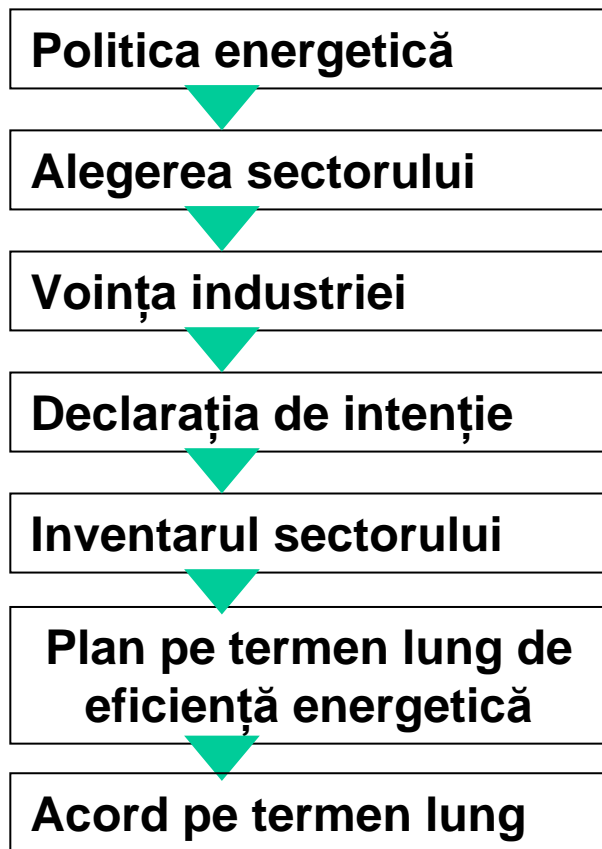 Politica energetică
Alegerea sectorului
Voința industriei
Declarația de intenție
Inventarul sectorului
Plan pe termen lung de
eficiență energetică
Acord pe termen lung